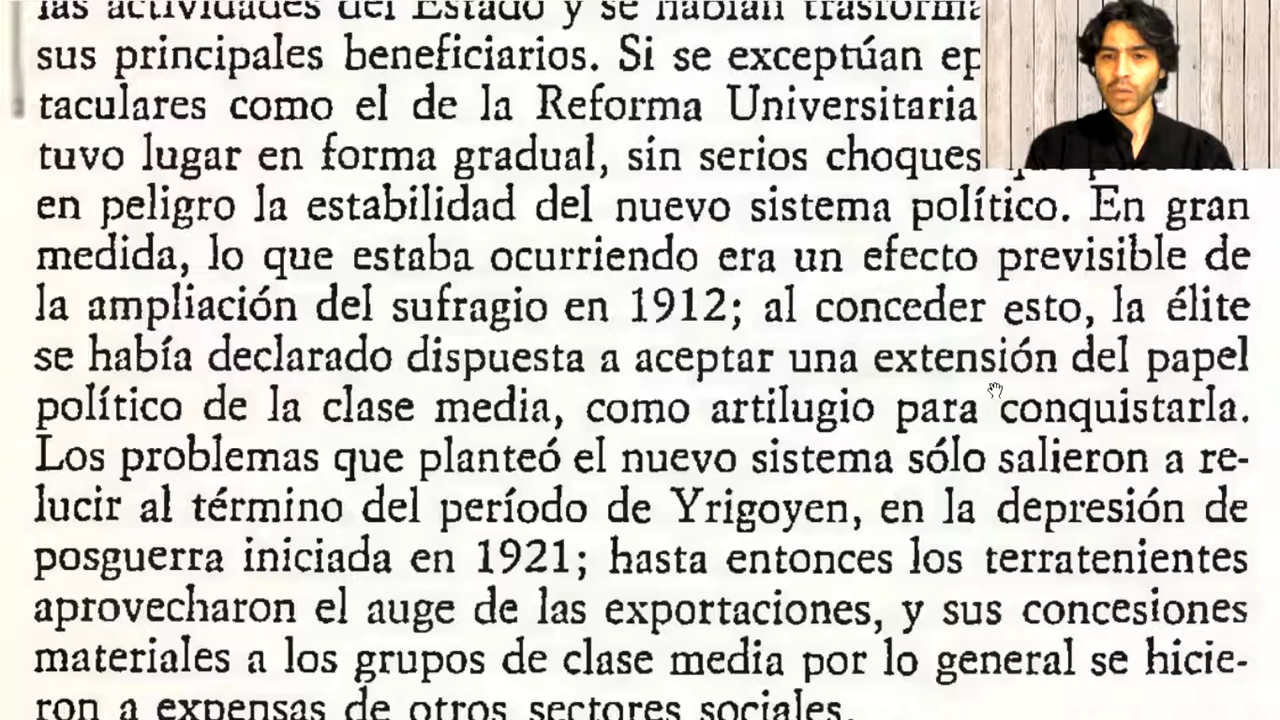 las actividades del Estado y se habían trasforma
sus principales beneficiarios. Si se exceptúan ep
taculares como el de la Reforma Universitaria
tuvo lugar en forma gradual, sin serios choques
en peligro la estabilidad del nuevo sistema político. En gran
medida, lo que estaba ocurriendo era un efecto previsible de
la ampliación del sufragio en 1912; al conceder esto, la élite
se había declarado dispuesta a aceptar una extensión del papel
político de la clase media, como artilugio para conquistarla.
Los problemas que planteó el nuevo sistema sólo salieron a re-
lucir al término del período de Yrigoyen, en la depresión de
posguerra iniciada en 1921; hasta entonces los terratenientes
aprovecharon el auge de las exportaciones, y sus concesiones
materiales a los grupos de clase media por lo general se hicie-
ron a expensas de otros sectores sociales.